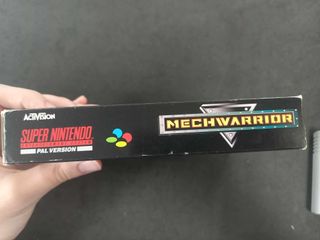 ACTIVISION
SUPER NINTENDO
ENTERTAINMENT SYSTEM
PAL VERSION
MECHWARRIOR